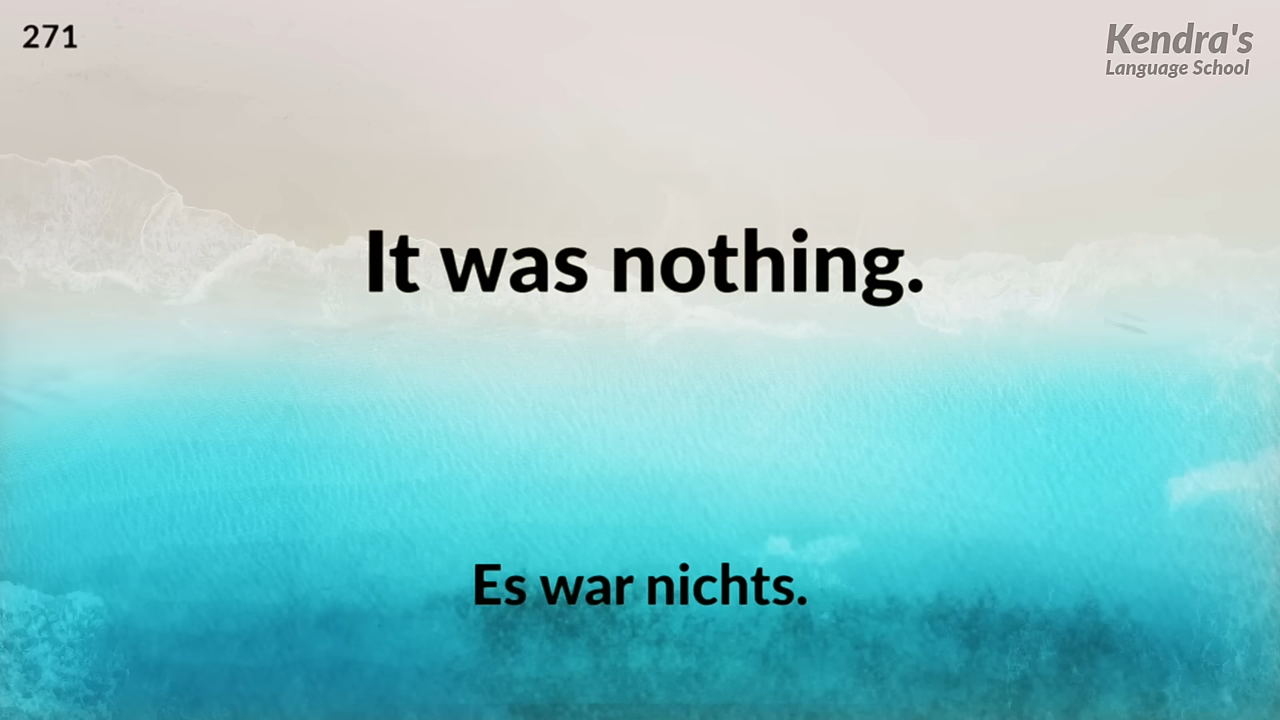 271
Kendra's
Language School
It was nothing.
Es war nichts.